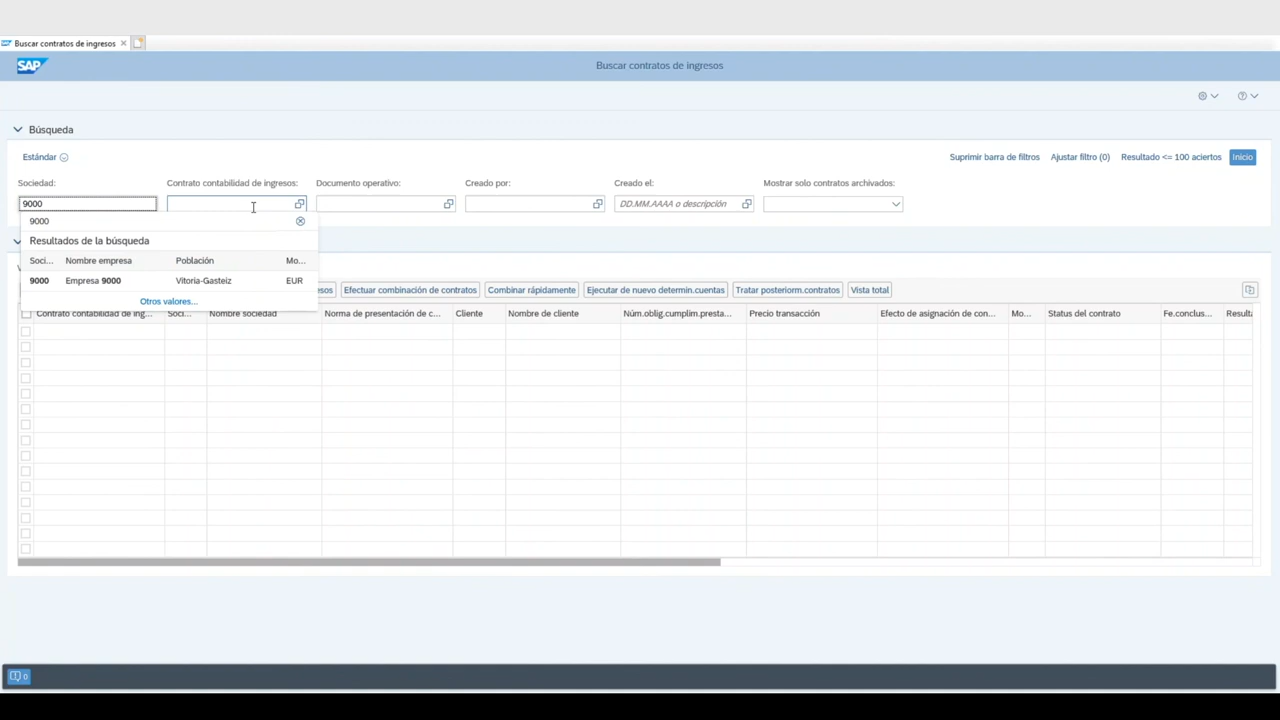 Buscar contratos de ingresos
SAP
Buscar contratos de ingresos
Búsqueda
Estándar
Suprimir barra de filtros Ajustar filtro (0) Resultado <= 100 aciertos Inicio
Sociedad: Contrato contabilidad de ingresos: Documento operativo: Creado por: Creado el: Mostrar solo contratos archivados:
9000 DD.MM.AAAA o descripción
9000
Resultados de la búsqueda
Soci... Nombre empresa Población Mo...
9000 Empresa 9000 Vitoria-Gasteiz EUR
Otros valores...
Efectuar combinación de contratos Combinar rápidamente Ejecutar de nuevo determin.cuentas Tratar posteriorm.contratos Vista total
Contrato contabilidad de ing... Soci... Nombre sociedad Norma de presentación de c... Cliente Nombre de cliente Núm.oblig.cumplim.presta... Precio transacción Efecto de asignación de con... Mo... Status del contrato Fe.conclus... Resulta
0